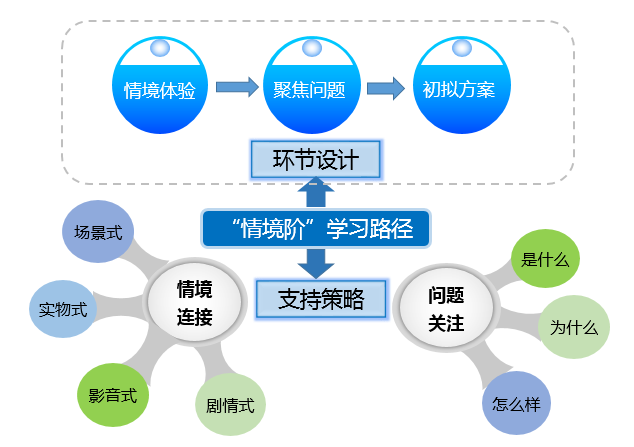 情境体验
聚焦问题
初拟方案
环节设计
“情境阶”学习路径
支持策略
场景式
实物式
影音式
剧情式
情境
连接
问题
关注
是什么
为什么
怎么样